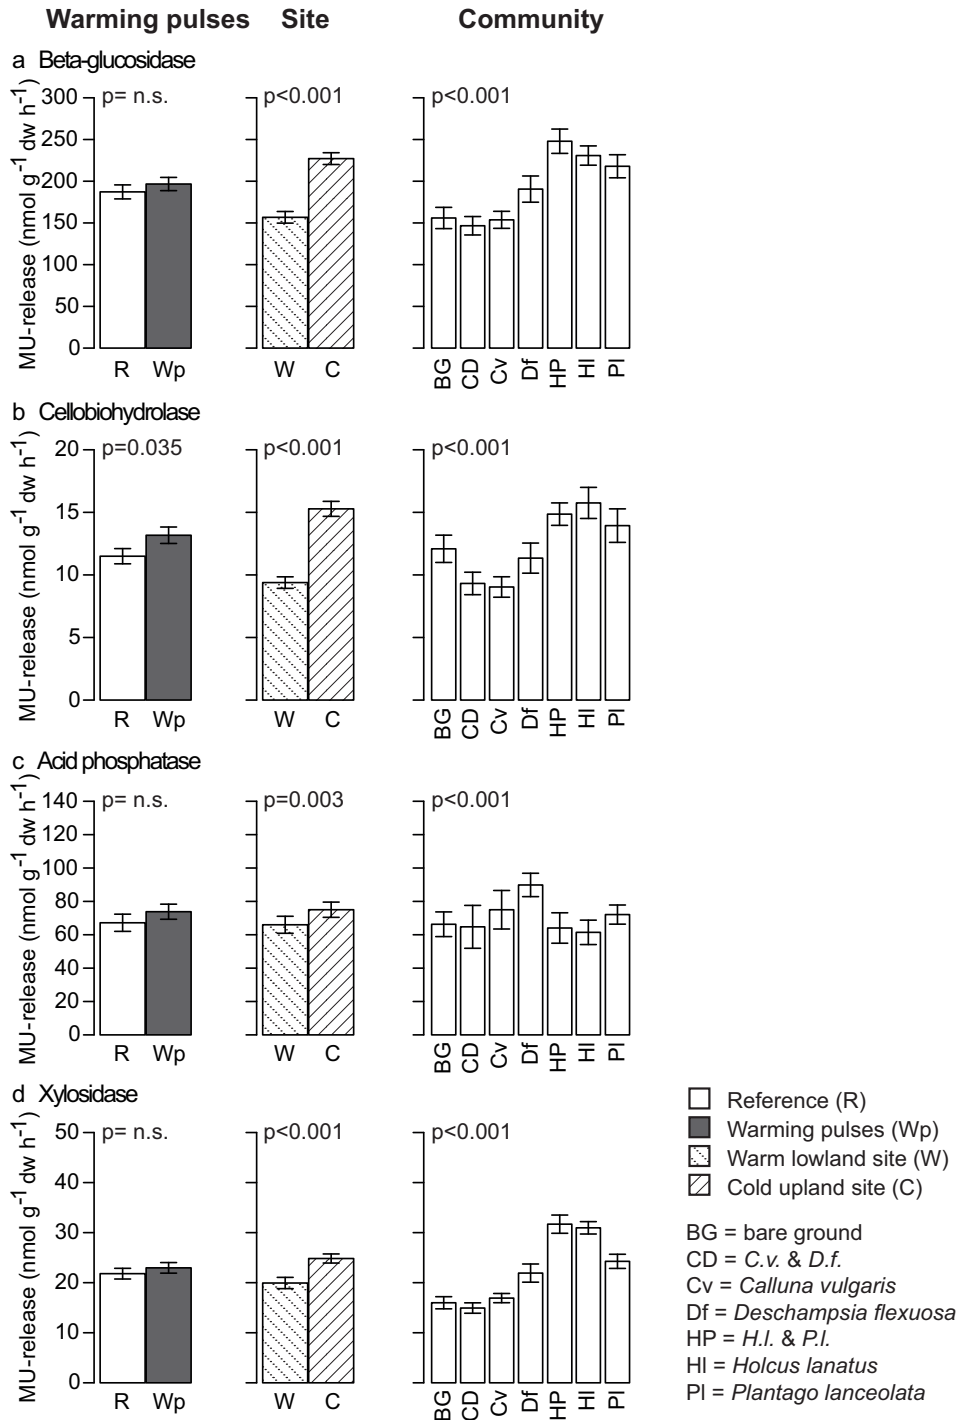 Warming pulses Site Community
a Beta-glucosidase
MU-release (nmol g⁻¹ dw h⁻¹)
300
250
200
150
100
50
0
p= n.s.
R Wp
p<0.001
W C
p<0.001
BG CD Cv Df HP Hl Pl
b Cellobiohydrolase
MU-release (nmol g⁻¹ dw h⁻¹)
20
15
10
5
0
p=0.035
R Wp
p<0.001
W C
p<0.001
BG CD Cv Df HP Hl Pl
c Acid phosphatase
MU-release (nmol g⁻¹ dw h⁻¹)
140
120
100
80
60
40
20
0
p= n.s.
R Wp
p=0.003
W C
p<0.001
BG CD Cv Df HP Hl Pl
d Xylosidase
MU-release (nmol g⁻¹ dw h⁻¹)
50
40
30
20
10
0
p= n.s.
R Wp
p<0.001
W C
p<0.001
BG CD Cv Df HP Hl Pl
Reference (R)
Warming pulses (Wp)
Warm lowland site (W)
Cold upland site (C)
BG = bare ground
CD = C.v. & D.f.
Cv = Calluna vulgaris
Df = Deschampsia flexuosa
HP = H.l. & P.l.
Hl = Holcus lanatus
Pl = Plantago lanceolata